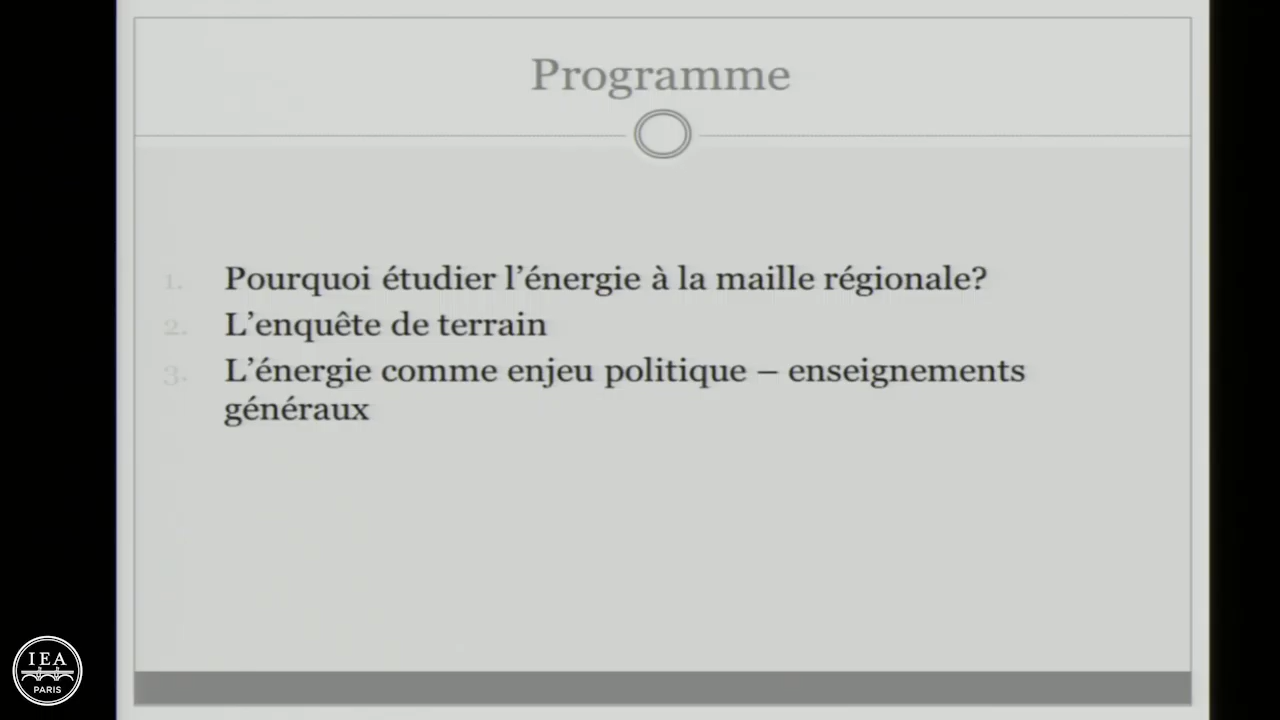 Programme
1. Pourquoi étudier l’énergie à la maille régionale?
2. L’enquête de terrain
3. L’énergie comme enjeu politique – enseignements
généraux
IEA
PARIS